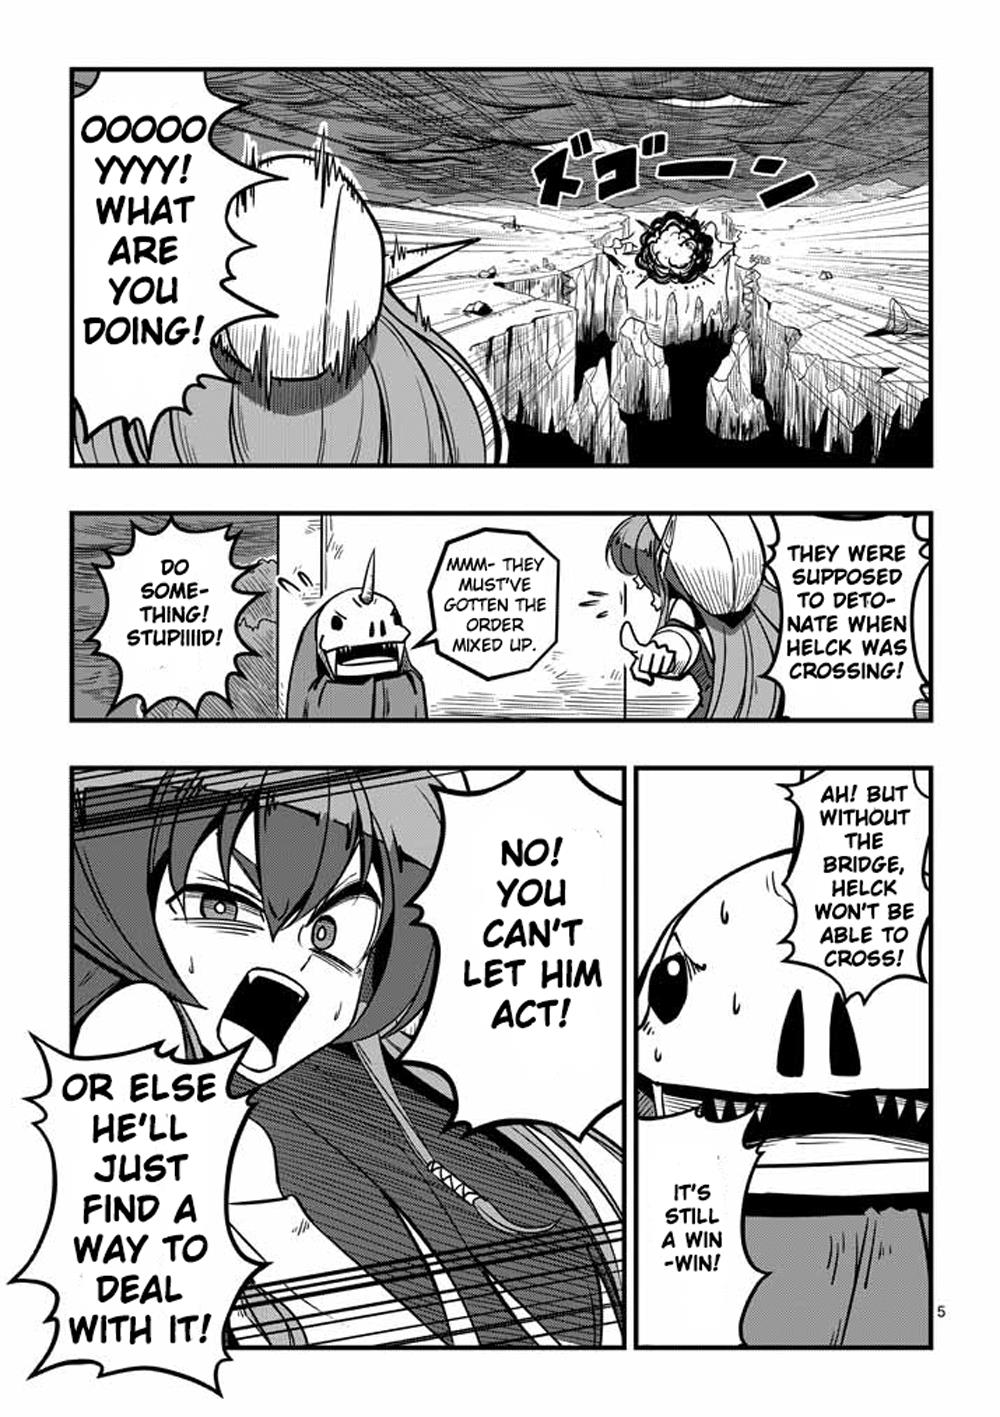 OOOOO
YYYY!
WHAT
ARE
YOU
DOING!
ズゴーン
THEY WERE
SUPPOSED
TO DETO-
NATE WHEN
HELCK WAS
CROSSING!
MMM- THEY
MUST'VE
GOTTEN THE
ORDER
MIXED UP.
DO
SOME-
THING!
STUPIIIID!
AH! BUT
WITHOUT
THE
BRIDGE,
HELCK
WON'T BE
ABLE TO
CROSS!
IT'S
STILL
A WIN
-WIN!
NO!
YOU
CAN'T
LET HIM
ACT!
OR ELSE
HE'LL
JUST
FIND A
WAY TO
DEAL
WITH IT!
5